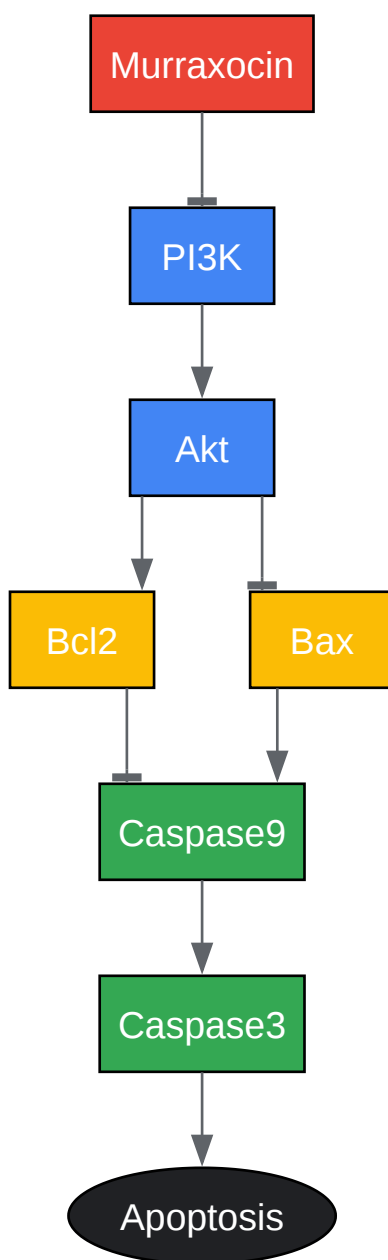 Murraxocin
PI3K
Akt
Bcl2
Bax
Caspase9
Caspase3
Apoptosis